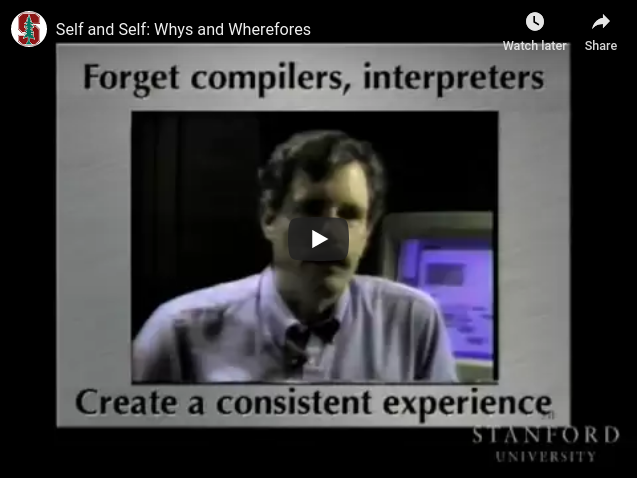 Self and Self: Whys and Wherefores
Watch later
Share
Forget compilers, interpreters
Create a consistent experience
STANFORD
UNIVERSITY